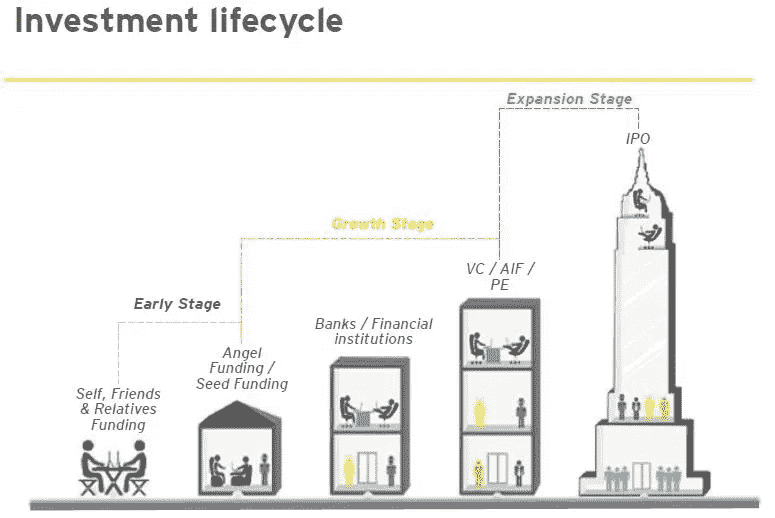 Investment lifecycle
Expansion Stage
IPO
Growth Stage
VC / AIF /
PE
Early Stage
Banks / Financial
institutions
Angel
Funding /
Seed Funding
Self, Friends
& Relatives
Funding